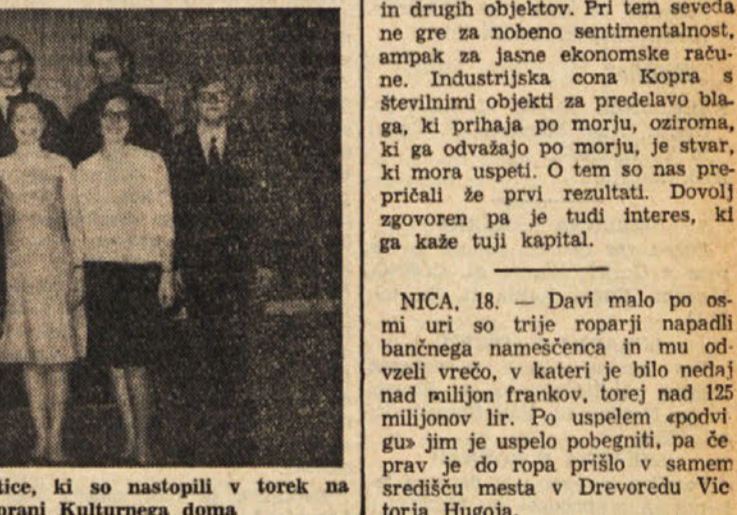 tice, ki so nastopili v torek na
orani Kulturnega doma
in drugih objektov. Pri tem seveda
ne gre za nobeno sentimentalnost,
ampak za jasne ekonomske raču-
ne. Industrijska cona Kopra s
številnimi objekti za predelavo bla-
ga, ki prihaja po morju, oziroma,
ki ga odvažajo po morju, je stvar,
ki mora uspeti. O tem so nas pre-
pričali že prvi rezultati. Dovolj
zgovoren pa je tudi interes, ki
ga kaže tuji kapital.
NICA, 18. — Davi malo po os-
mi uri so trije roparji napadli
bančnega nameščenca in mu od-
vzeli vrečo, v kateri je bilo nedaj
nad milijon frankov, torej nad 125
milijonov lir. Po uspelem «podvi
gu» jim je uspelo pobegniti, pa če
prav je do ropa prišlo v samem
središču mesta v Drevoredu Vic
torja Hugoja.